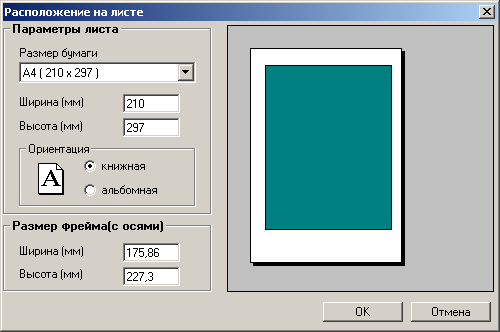 Расположение на листе
Параметры листа
Размер бумаги
A4 ( 210 x 297 )
Ширина (мм) 210
Высота (мм) 297
Ориентация
A
книжная
альбомная
Размер фрейма(с осями)
Ширина (мм) 175,86
Высота (мм) 227,3
OK Отмена